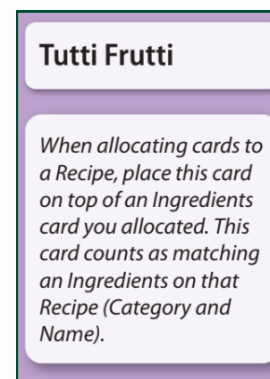 Tutti Frutti
When allocating cards to
a Recipe, place this card
on top of an Ingredients
card you allocated. This
card counts as matching
an Ingredients on that
Recipe (Category and
Name).